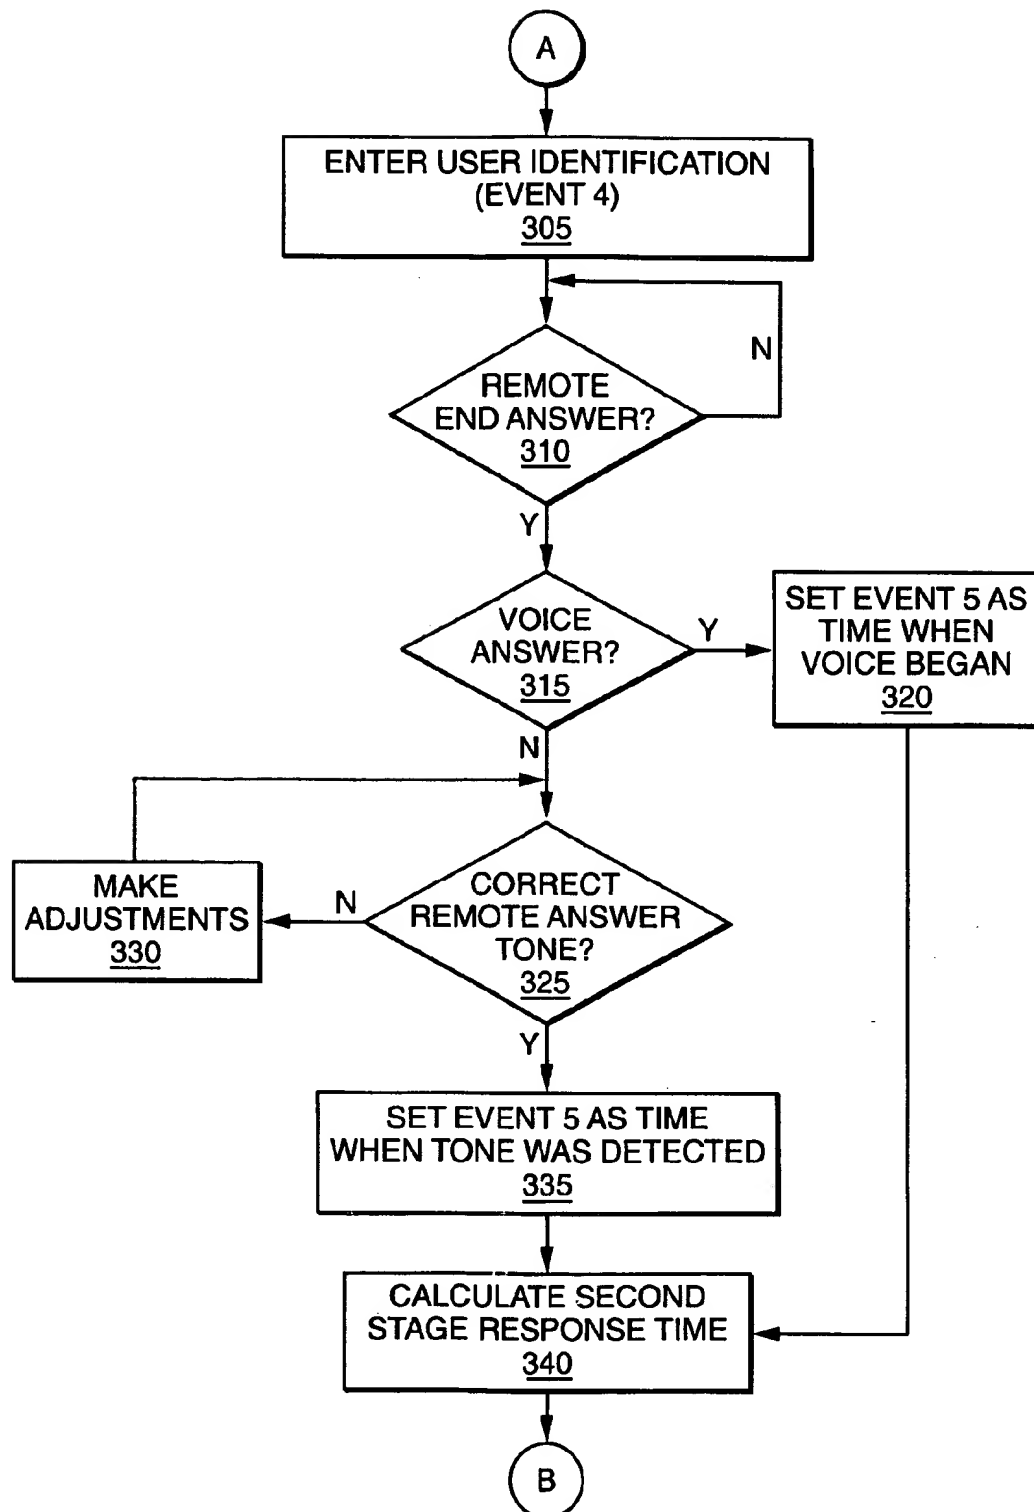 A
ENTER USER IDENTIFICATION
(EVENT 4)
305
N
REMOTE
END ANSWER?
310
Y
VOICE
ANSWER?
315
Y
SET EVENT 5 AS
TIME WHEN
VOICE BEGAN
320
N
MAKE
ADJUSTMENTS
330
N
CORRECT
REMOTE ANSWER
TONE?
325
Y
SET EVENT 5 AS TIME
WHEN TONE WAS DETECTED
335
CALCULATE SECOND
STAGE RESPONSE TIME
340
B